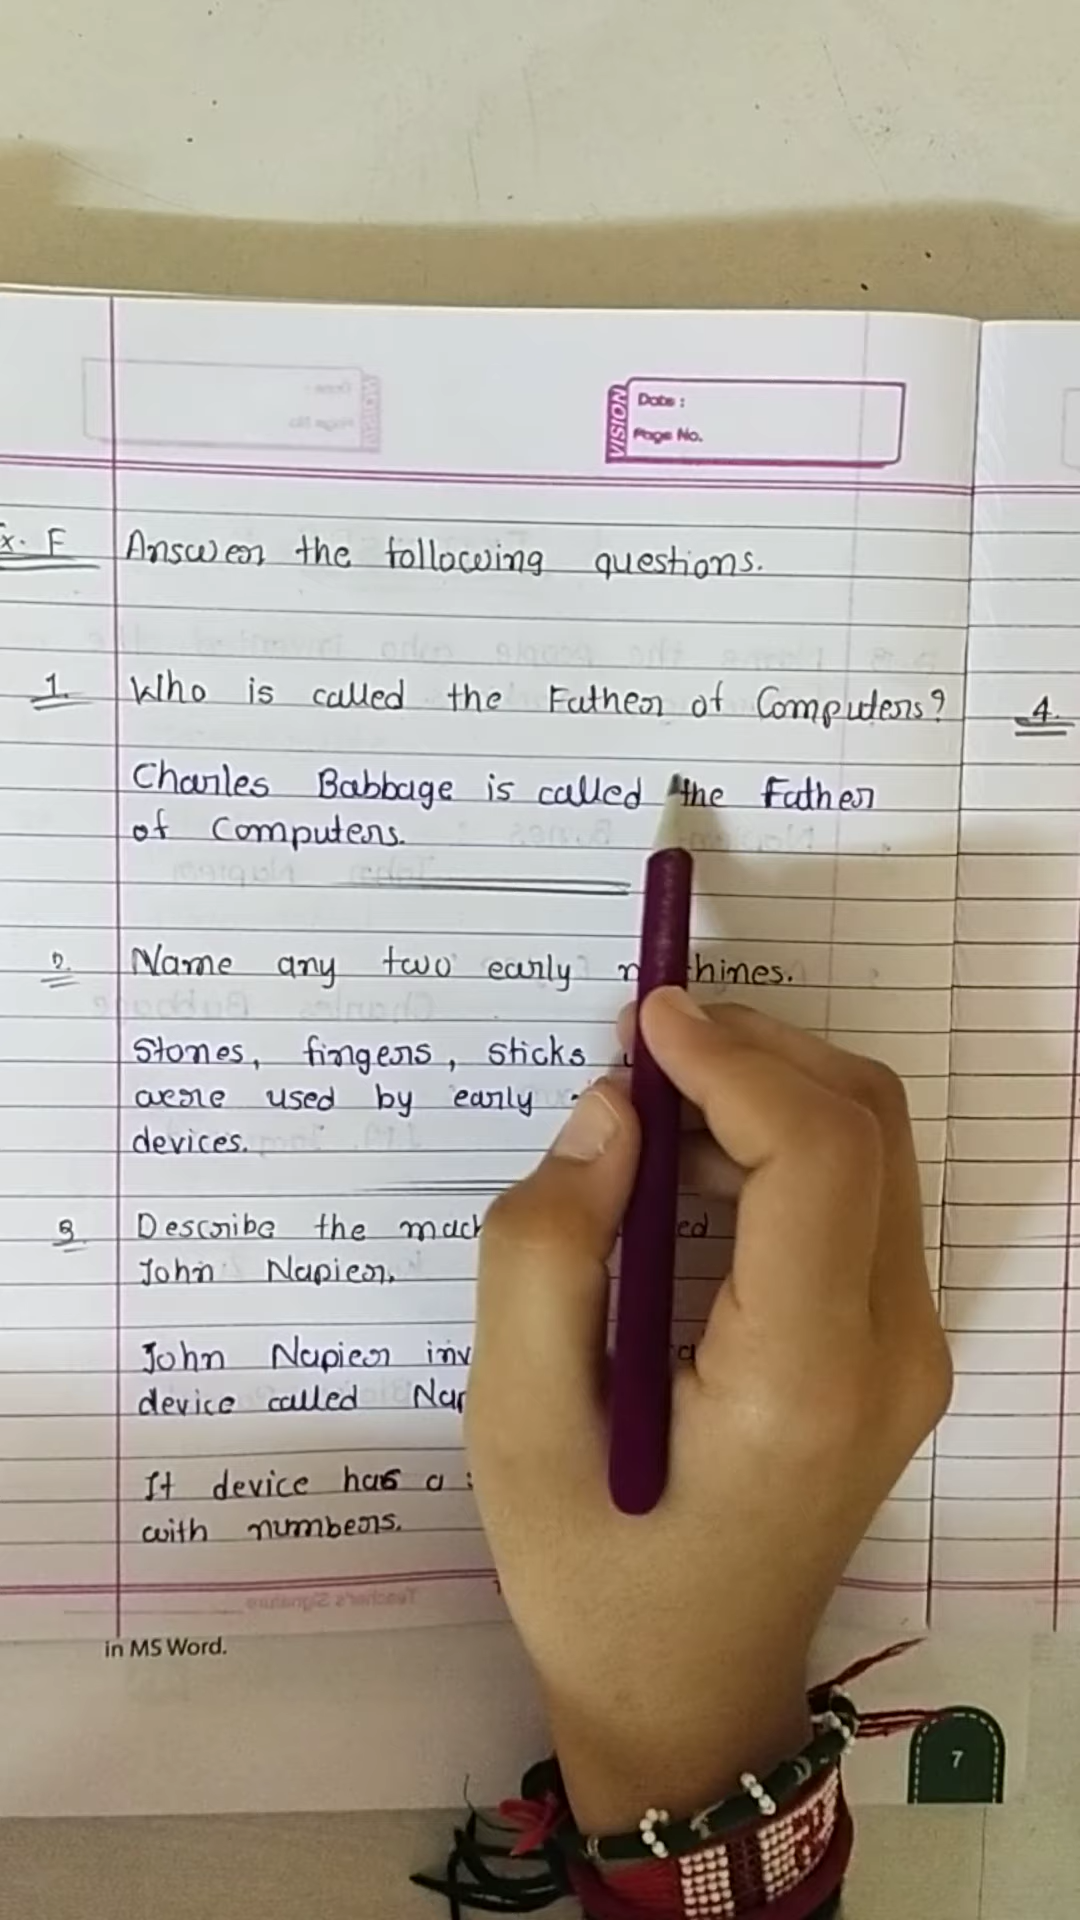 VISION
Date :
Page No.
Ex. F Answer the following questions.
1. Who is called the Father of Computers?
4.
Charles Babbage is called the Father
of Computers.
2. Name any two early machines.
Stones, fingers, sticks
were used by early
devices.
3 Describe the
John Napier.
John Napier
device called
It device has a
with numbers.
in MS Word.
7